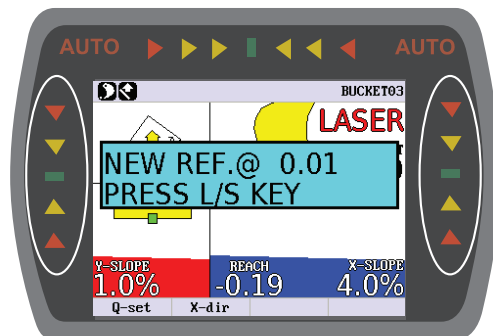 AUTO AUTO
BUCKET03
LASER
NEW REF.@ 0.01
PRESS L/S KEY
Y-SLOPE REACH X-SLOPE
1.0% -0.19 4.0%
Q-set X-dir